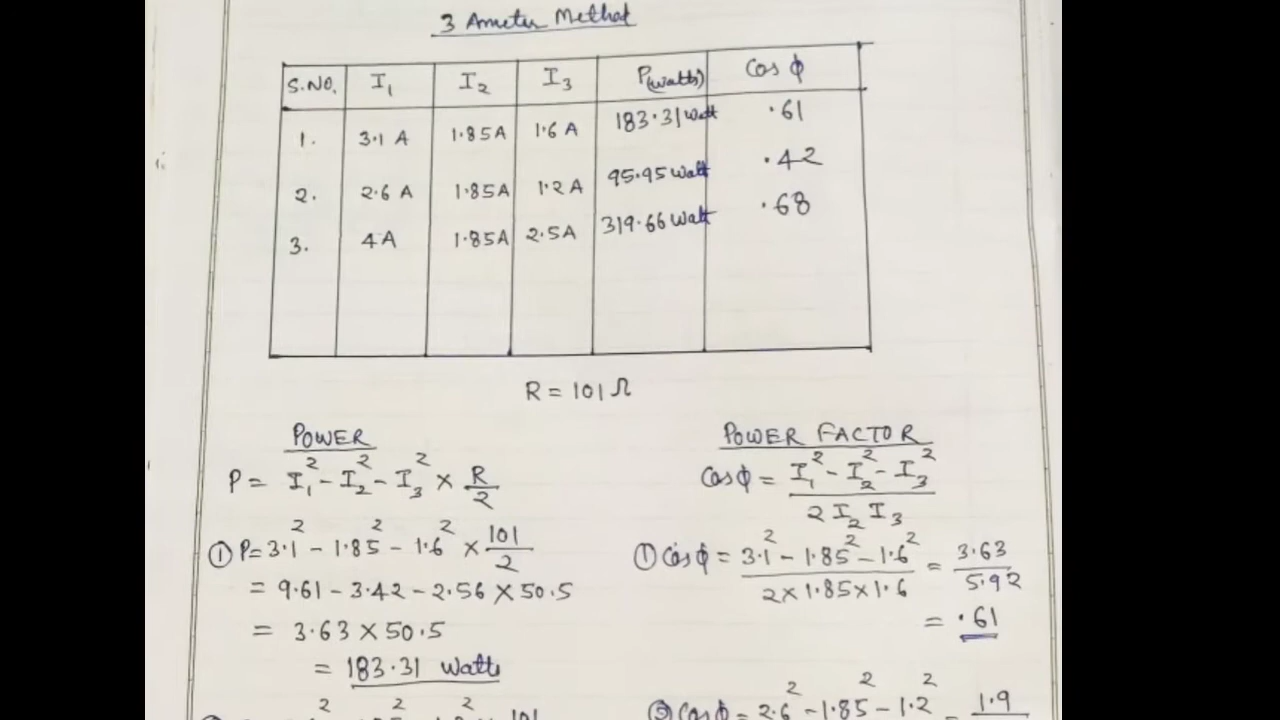 3 Ameter Method
S.NO. I₁ I₂ I₃ P(watts) Cos ϕ
1. 3.1 A 1.85A 1.6 A 183.31 watt .61
2. 2.6 A 1.85A 1.2 A 95.95 watt .42
3. 4 A 1.85A 2.5 A 319.66 watt .68
R = 101 Ω
POWER
P = I₁² - I₂² - I₃² × R/2
① P = 3.1² - 1.85² - 1.6² × 101/2
= 9.61 - 3.42 - 2.56 × 50.5
= 3.63 × 50.5
= 183.31 Watts
POWER FACTOR
Cos ϕ = I₁² - I₂² - I₃² / 2 I₂ I₃
① Cos ϕ = 3.1² - 1.85² - 1.6² / 2 × 1.85 × 1.6 = 3.63 / 5.92
= .61
② Cos ϕ = 2.6² - 1.85² - 1.2² = 1.9